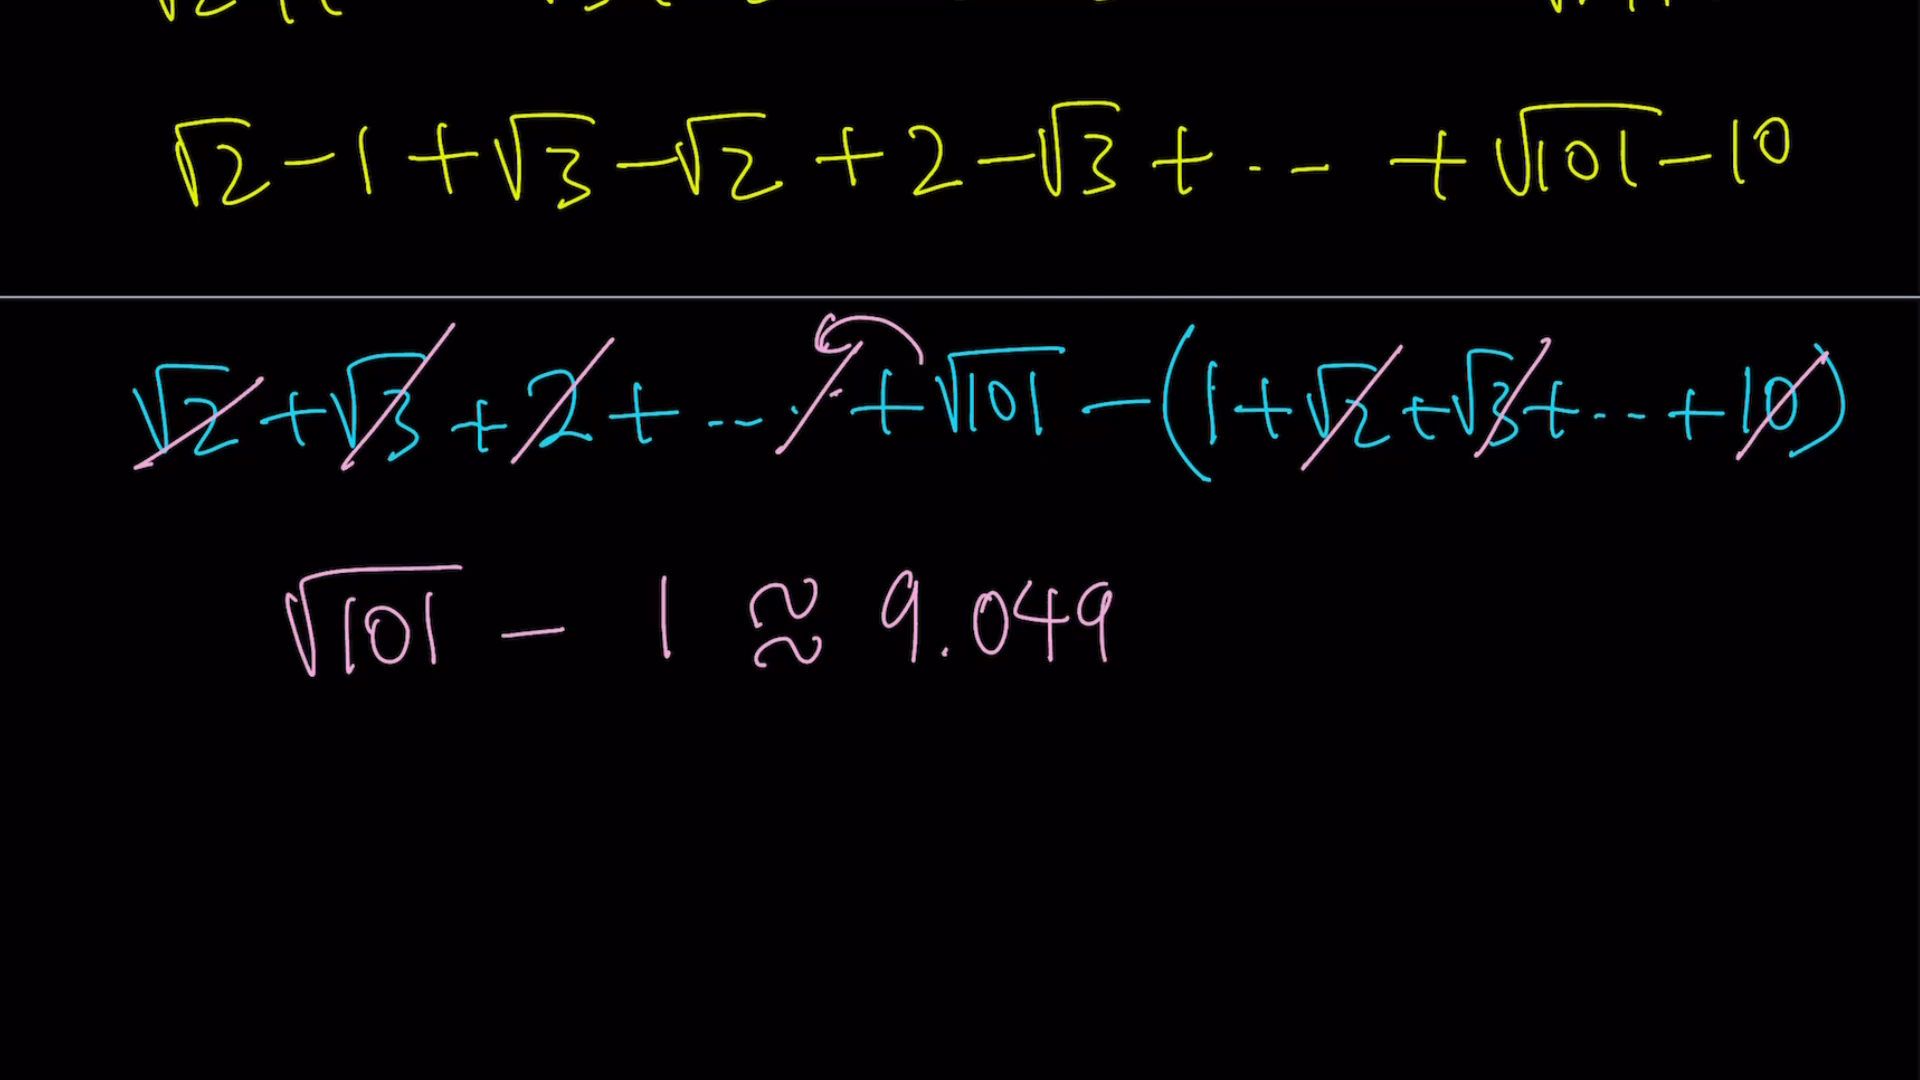 √2 - 1 + √3 - √2 + 2 - √3 + ... + √101 - 10
√2 + √3 + 2 + ... + √101 - (1 + √2 + √3 + ... + 10)
√101 - 1 ≈ 9.049